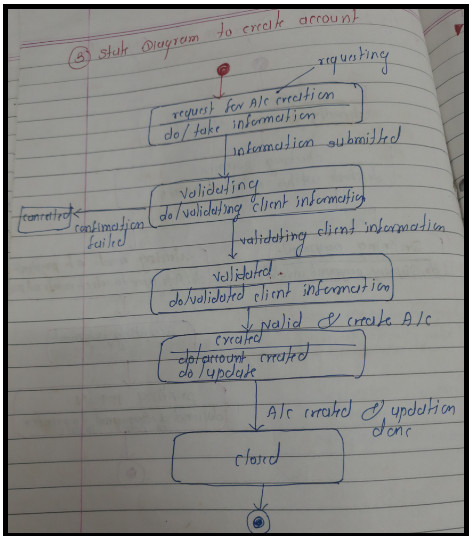 ③ State Diagram to create account
requesting
request for A/c creation
do/take information
information submitted
validating
do/validating client information
cancelled
confirmation
failed
validating client information
validated.
do/validated client information
valid & create A/c
created
do/account created
do/update
A/c created & updation
done
closed